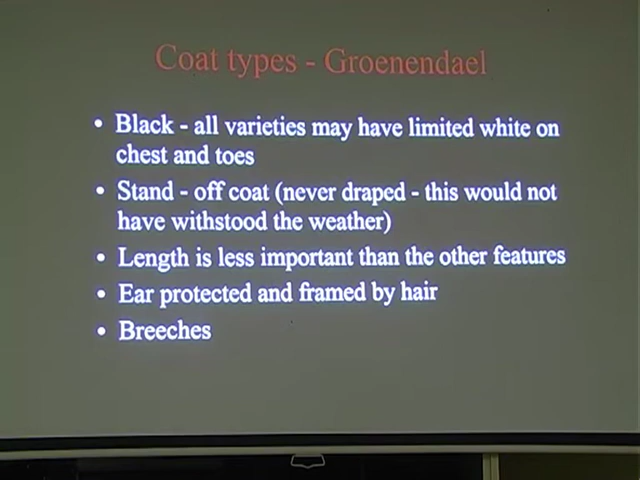 Coat types - Groenendael
• Black - all varieties may have limited white on
chest and toes
• Stand - off coat (never draped - this would not
have withstood the weather)
• Length is less important than the other features
• Ear protected and framed by hair
• Breeches